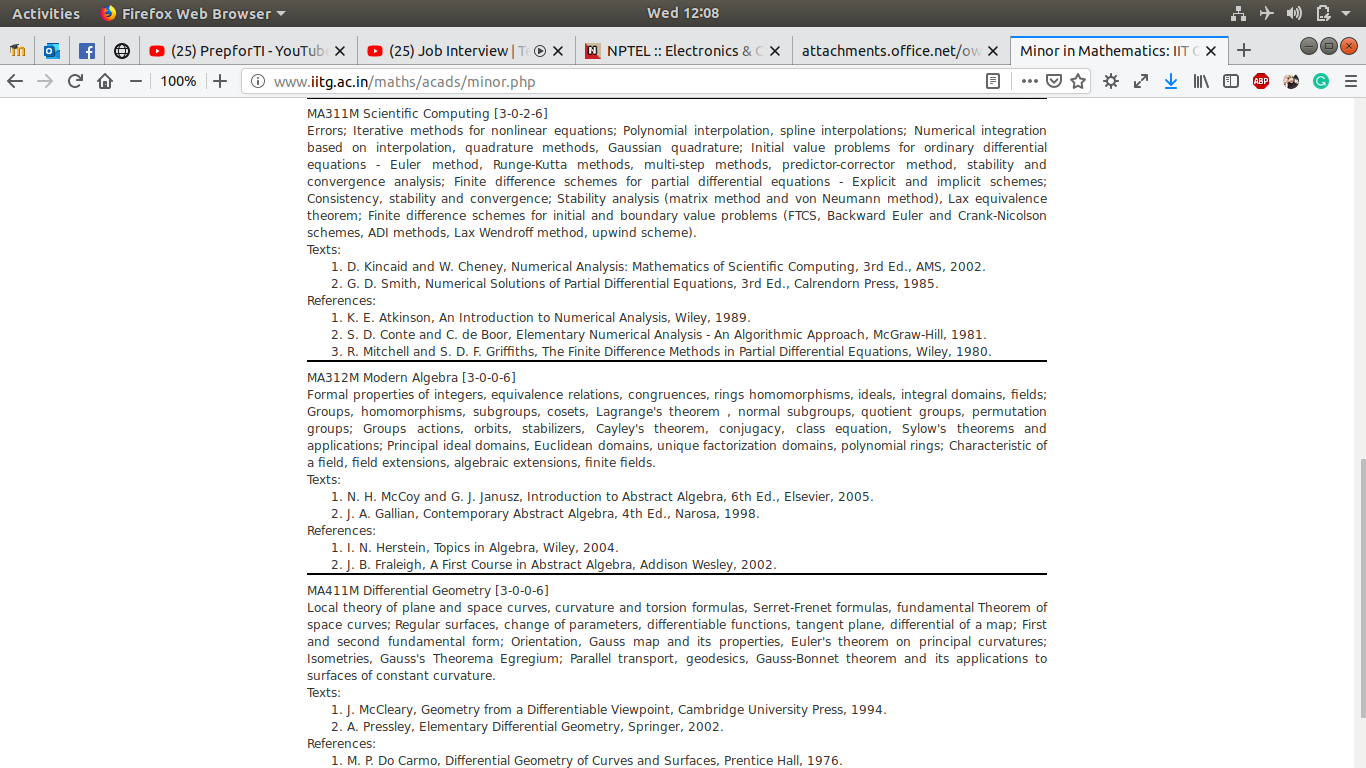 Activities Firefox Web Browser Wed 12:08
(25) PrepforTI - YouTube (25) Job Interview | T NPTEL :: Electronics & C attachments.office.net/ow Minor in Mathematics: IIT G
100% www.iitg.ac.in/maths/acads/minor.php ABP
MA311M Scientific Computing [3-0-2-6]
Errors; Iterative methods for nonlinear equations; Polynomial interpolation, spline interpolations; Numerical integration
based on interpolation, quadrature methods, Gaussian quadrature; Initial value problems for ordinary differential
equations - Euler method, Runge-Kutta methods, multi-step methods, predictor-corrector method, stability and
convergence analysis; Finite difference schemes for partial differential equations - Explicit and implicit schemes;
Consistency, stability and convergence; Stability analysis (matrix method and von Neumann method), Lax equivalence
theorem; Finite difference schemes for initial and boundary value problems (FTCS, Backward Euler and Crank-Nicolson
schemes, ADI methods, Lax Wendroff method, upwind scheme).
Texts:
1. D. Kincaid and W. Cheney, Numerical Analysis: Mathematics of Scientific Computing, 3rd Ed., AMS, 2002.
2. G. D. Smith, Numerical Solutions of Partial Differential Equations, 3rd Ed., Calrendorn Press, 1985.
References:
1. K. E. Atkinson, An Introduction to Numerical Analysis, Wiley, 1989.
2. S. D. Conte and C. de Boor, Elementary Numerical Analysis - An Algorithmic Approach, McGraw-Hill, 1981.
3. R. Mitchell and S. D. F. Griffiths, The Finite Difference Methods in Partial Differential Equations, Wiley, 1980.
MA312M Modern Algebra [3-0-0-6]
Formal properties of integers, equivalence relations, congruences, rings homomorphisms, ideals, integral domains, fields;
Groups, homomorphisms, subgroups, cosets, Lagrange's theorem , normal subgroups, quotient groups, permutation
groups; Groups actions, orbits, stabilizers, Cayley's theorem, conjugacy, class equation, Sylow's theorems and
applications; Principal ideal domains, Euclidean domains, unique factorization domains, polynomial rings; Characteristic of
a field, field extensions, algebraic extensions, finite fields.
Texts:
1. N. H. McCoy and G. J. Janusz, Introduction to Abstract Algebra, 6th Ed., Elsevier, 2005.
2. J. A. Gallian, Contemporary Abstract Algebra, 4th Ed., Narosa, 1998.
References:
1. I. N. Herstein, Topics in Algebra, Wiley, 2004.
2. J. B. Fraleigh, A First Course in Abstract Algebra, Addison Wesley, 2002.
MA411M Differential Geometry [3-0-0-6]
Local theory of plane and space curves, curvature and torsion formulas, Serret-Frenet formulas, fundamental Theorem of
space curves; Regular surfaces, change of parameters, differentiable functions, tangent plane, differential of a map; First
and second fundamental form; Orientation, Gauss map and its properties, Euler's theorem on principal curvatures;
Isometries, Gauss's Theorema Egregium; Parallel transport, geodesics, Gauss-Bonnet theorem and its applications to
surfaces of constant curvature.
Texts:
1. J. McCleary, Geometry from a Differentiable Viewpoint, Cambridge University Press, 1994.
2. A. Pressley, Elementary Differential Geometry, Springer, 2002.
References:
1. M. P. Do Carmo, Differential Geometry of Curves and Surfaces, Prentice Hall, 1976.